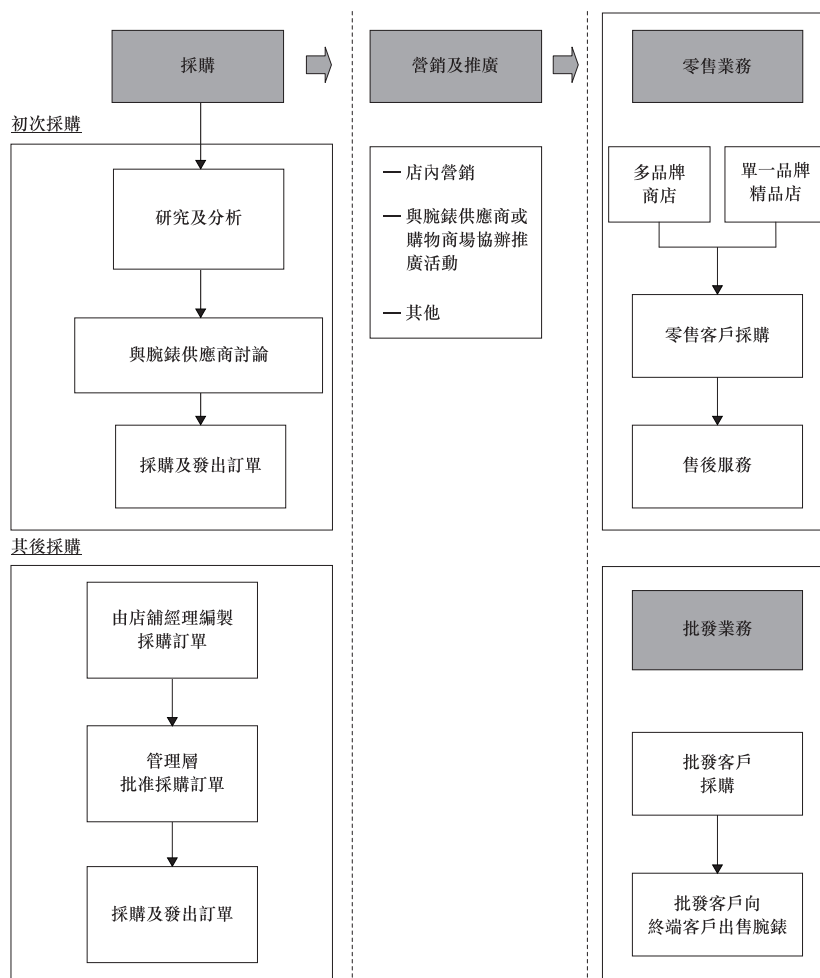 採購
初次採購
研究及分析
與腕錶供應商討論
採購及發出訂單
其後採購
由店舖經理編製
採購訂單
管理層
批准採購訂單
採購及發出訂單
營銷及推廣
— 店內營銷
— 與腕錶供應商或
購物商場協辦推
廣活動
— 其他
零售業務
多品牌
商店
單一品牌
精品店
零售客戶採購
售後服務
批發業務
批發客戶
採購
批發客戶向
終端客戶出售腕錶